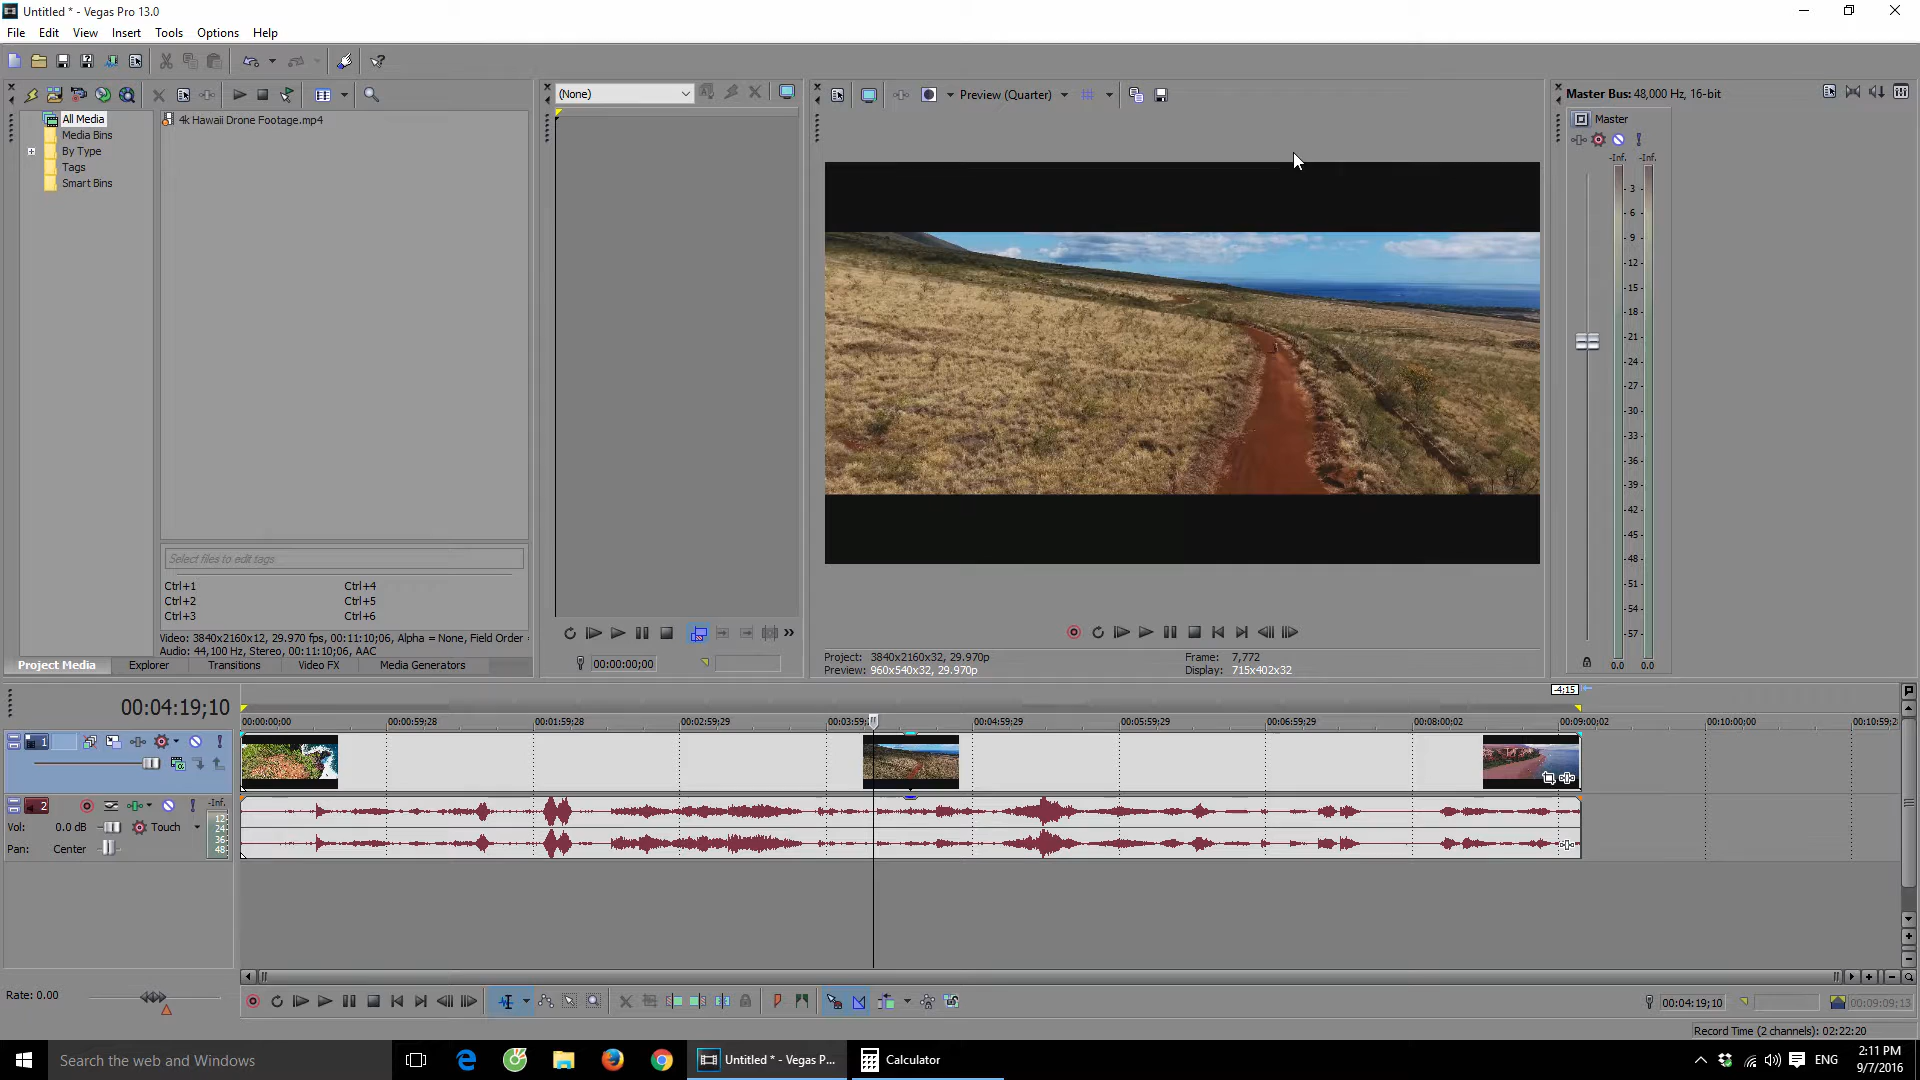 Untitled * - Vegas Pro 13.0
File Edit View Insert Tools Options Help
(None)
Preview (Quarter)
Master Bus: 48,000 Hz, 16-bit
All Media
Media Bins
By Type
Tags
Smart Bins
4k Hawaii Drone Footage.mp4
Master
-Inf. -Inf.
3
6
9
12
15
18
21
24
27
30
33
36
39
42
45
48
51
54
57
0.0 0.0
Select files to edit tags
Ctrl+1 Ctrl+4
Ctrl+2 Ctrl+5
Ctrl+3 Ctrl+6
Video: 3840x2160x12, 29.970 fps, 00:11:10;06, Alpha = None, Field Order =
Audio: 44,100 Hz, Stereo, 00:11:10;06, AAC
Project Media Explorer Transitions Video FX Media Generators
00:00:00;00
Project: 3840x2160x32, 29.970p Frame: 7,772
Preview: 960x540x32, 29.970p Display: 715x402x32
-4:15
00:04:19;10
00:00:00;00 00:00:59;28 00:01:59;28 00:02:59;29 00:03:59; 00:04:59;29 00:05:59;29 00:06:59;29 00:08:00;02 00:09:00;02 00:10:00;00 00:10:59;2
1
2
-Inf.
12
24
36
48
Vol: 0.0 dB Touch
Pan: Center
Rate: 0.00
00:04:19;10 00:09:09;13
Record Time (2 channels): 02:22:20
Search the web and Windows
Untitled * - Vegas P...
Calculator
ENG
2:11 PM
9/7/2016